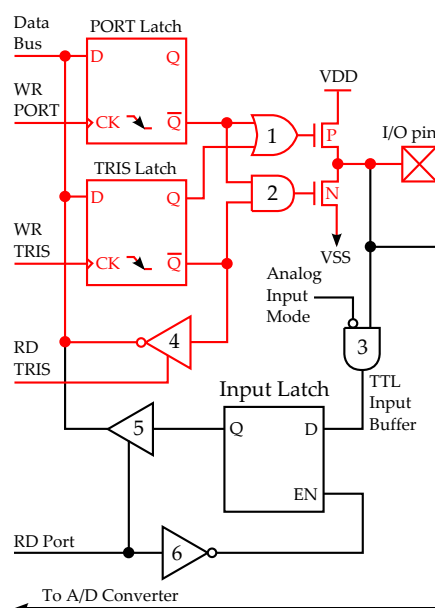 Data
Bus
PORT Latch
D
Q
WR
PORT
CK
Q
1
VDD
P
I/O pin
TRIS Latch
D
Q
2
N
WR
TRIS
CK
Q
VSS
Analog
Input
Mode
3
RD
TRIS
4
TTL
Input
Buffer
Input Latch
5
Q
D
EN
RD Port
6
To A/D Converter